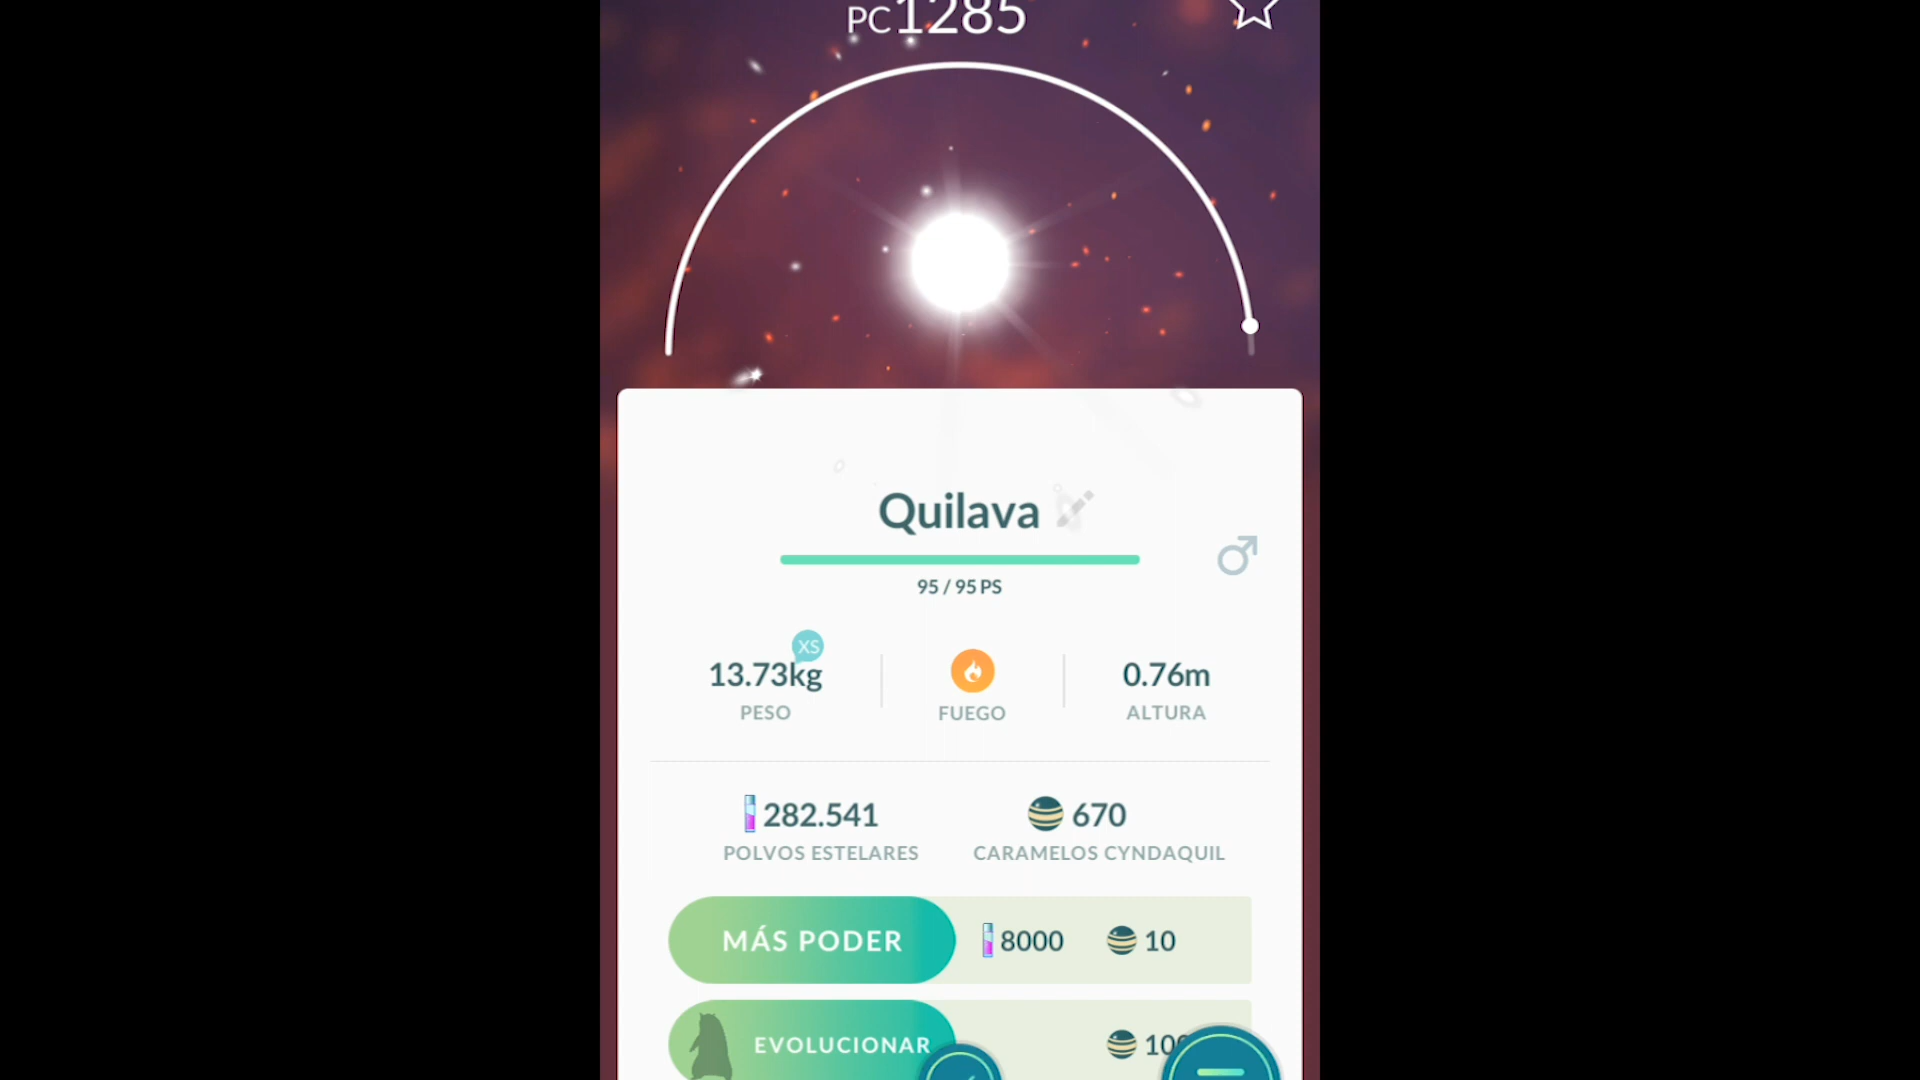 PC1285
Quilava
95 / 95 PS
XS
13.73kg
PESO
FUEGO
0.76m
ALTURA
282.541
POLVOS ESTELARES
670
CARAMELOS CYNDAQUIL
MÁS PODER
8000
10
EVOLUCIONAR